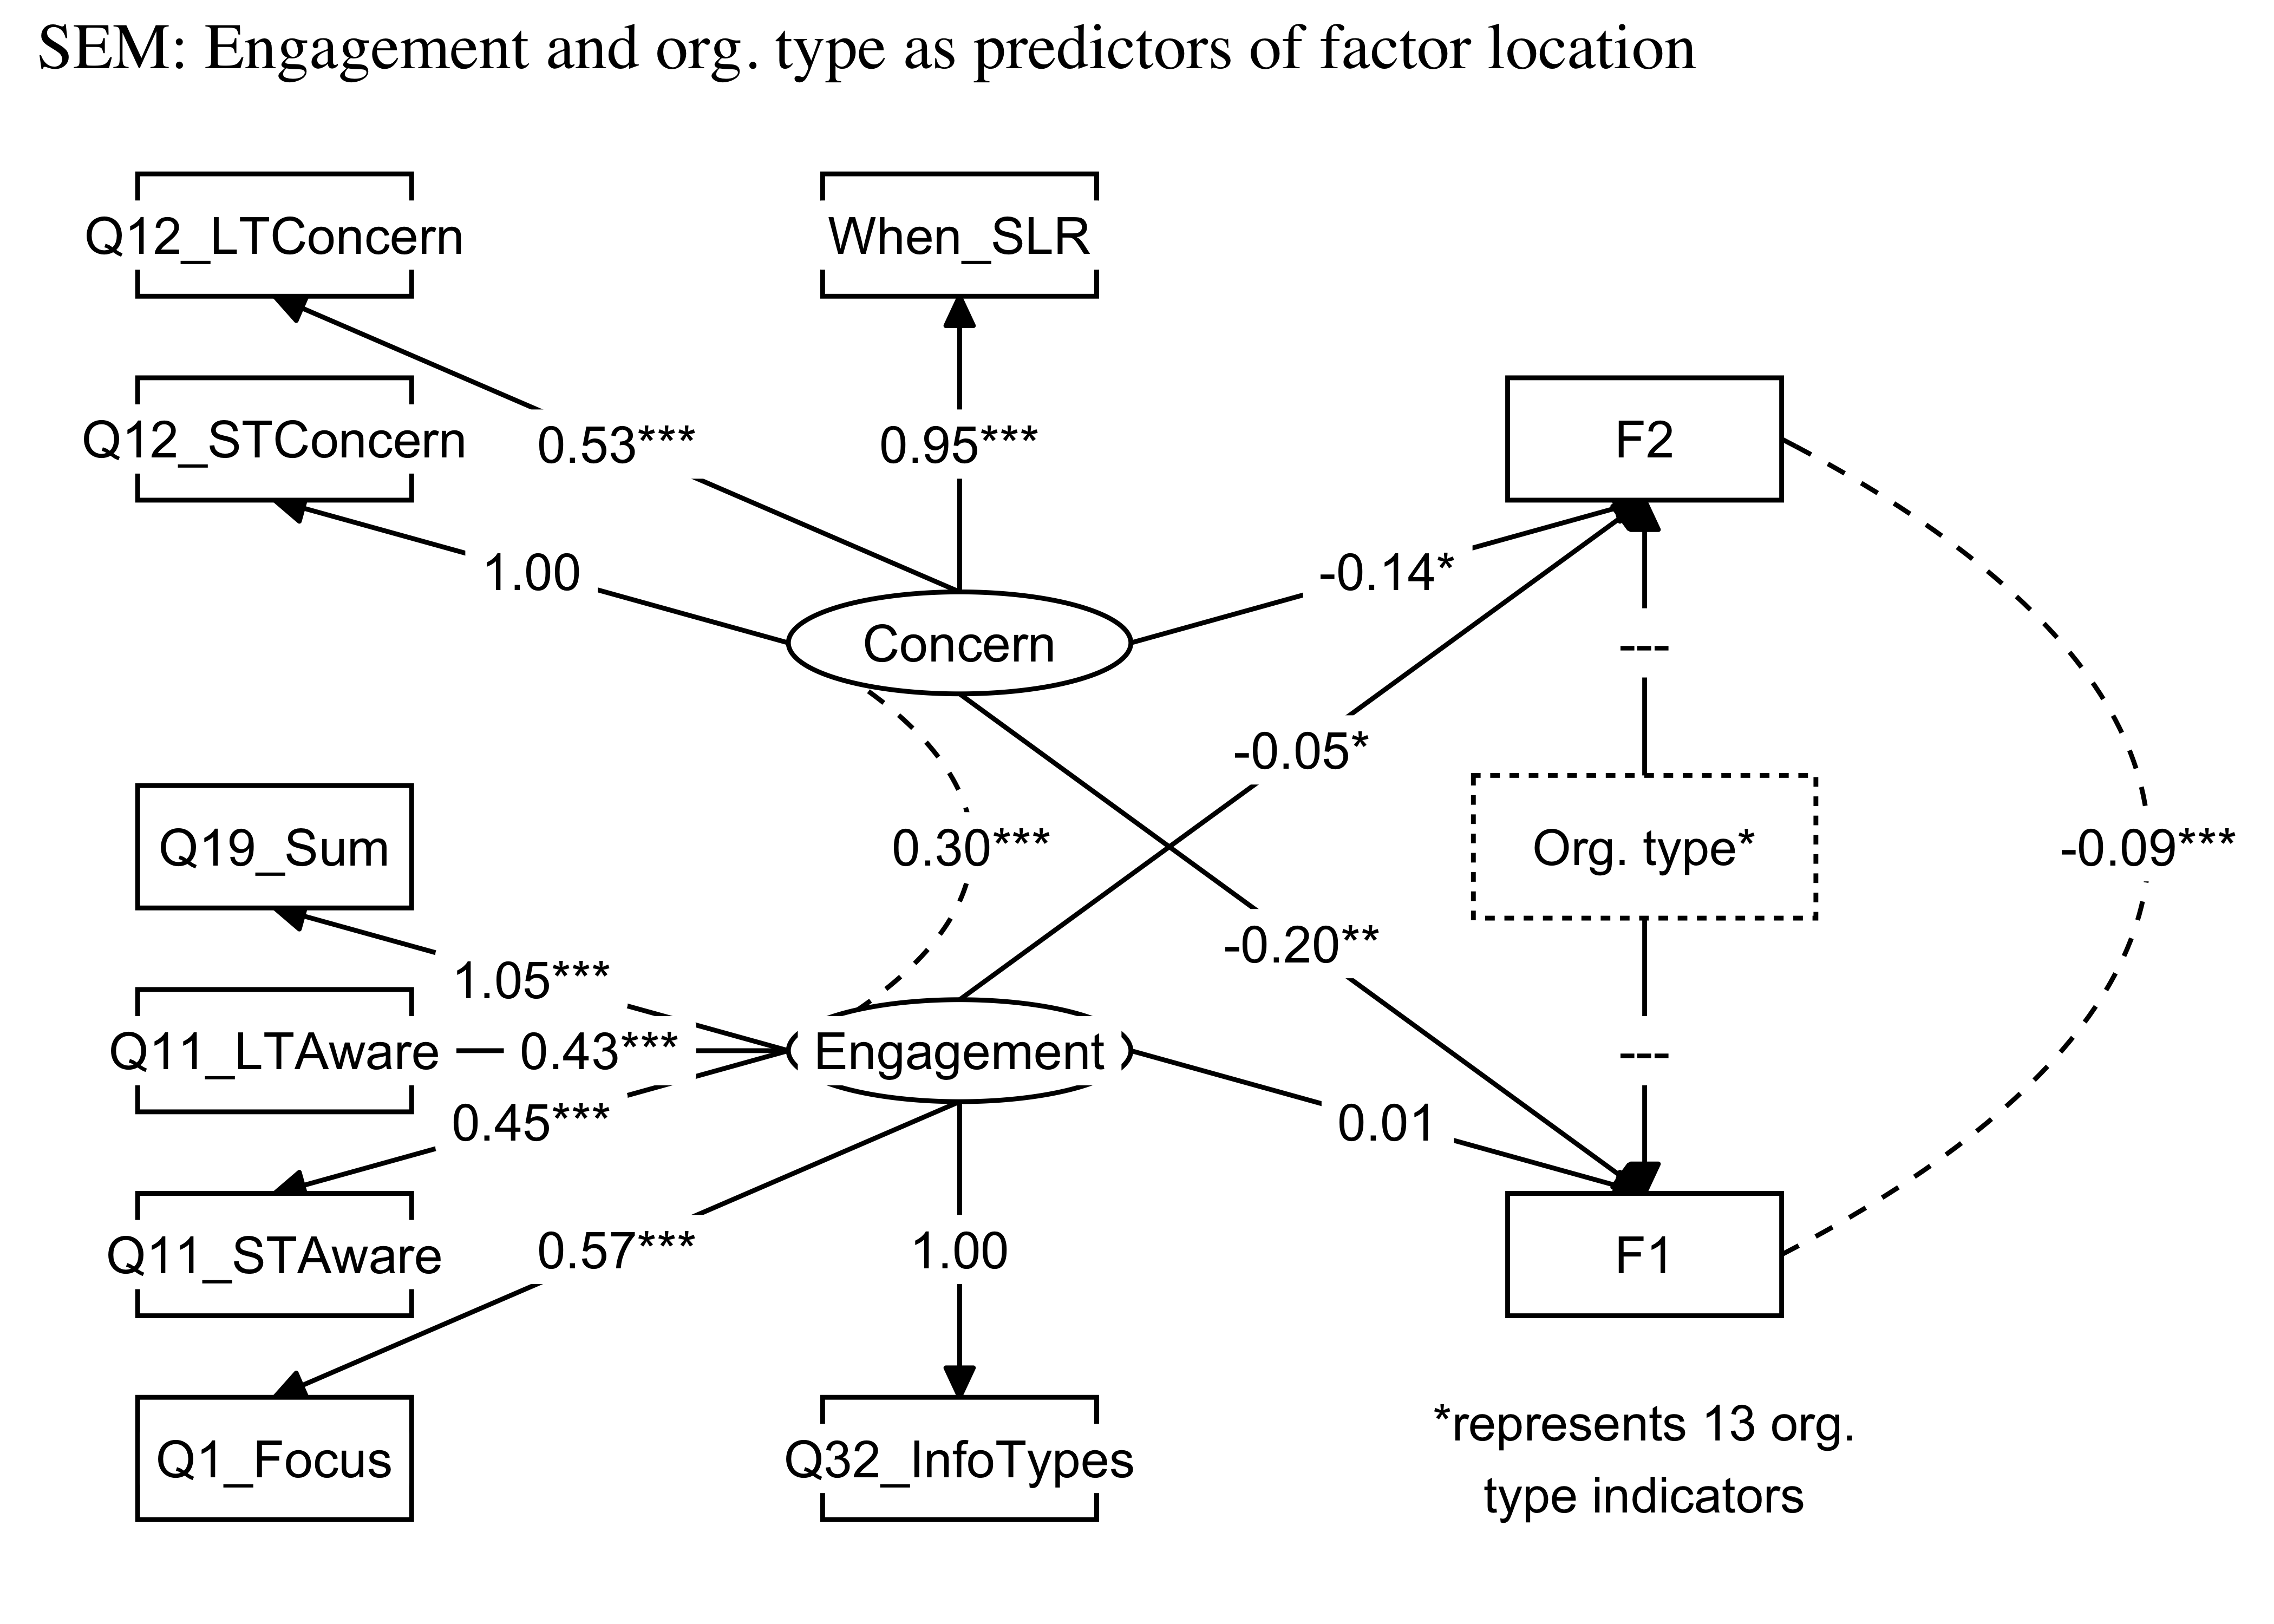 SEM: Engagement and org. type as predictors of factor location
Q12_LTConcern
When_SLR
Q12_STConcern
0.53***
0.95***
F2
1.00
-0.14*
Concern
---
-0.05*
Q19_Sum
0.30***
Org. type*
-0.09***
-0.20**
1.05***
Q11_LTAware
0.43***
Engagement
---
0.45***
0.01
Q11_STAware
0.57***
1.00
F1
*represents 13 org.
type indicators
Q1_Focus
Q32_InfoTypes